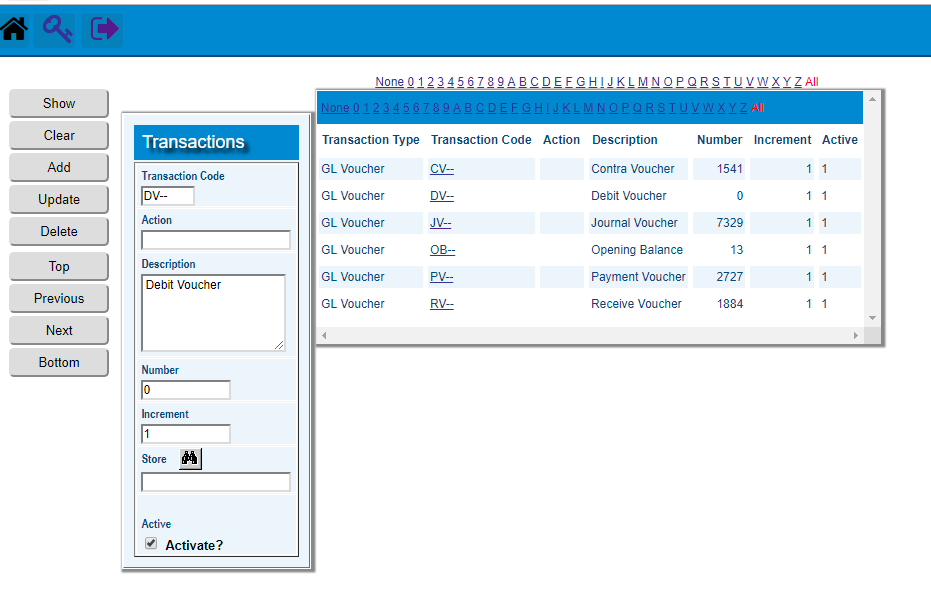 None 0 1 2 3 4 5 6 7 8 9 A B C D E F G H I J K L M N O P Q R S T U V W X Y Z All
Show
Clear
Add
Update
Delete
Top
Previous
Next
Bottom
Transactions
Transaction Code
DV--
Action
Description
Debit Voucher
Number
0
Increment
1
Store
Active
Activate?
None 0 1 2 3 4 5 6 7 8 9 A B C D E F G H I J K L M N O P Q R S T U V W X Y Z All
Transaction Type Transaction Code Action Description Number Increment Active
GL Voucher CV-- Contra Voucher 1541 1 1
GL Voucher DV-- Debit Voucher 0 1 1
GL Voucher JV-- Journal Voucher 7329 1 1
GL Voucher OB-- Opening Balance 13 1 1
GL Voucher PV-- Payment Voucher 2727 1 1
GL Voucher RV-- Receive Voucher 1884 1 1